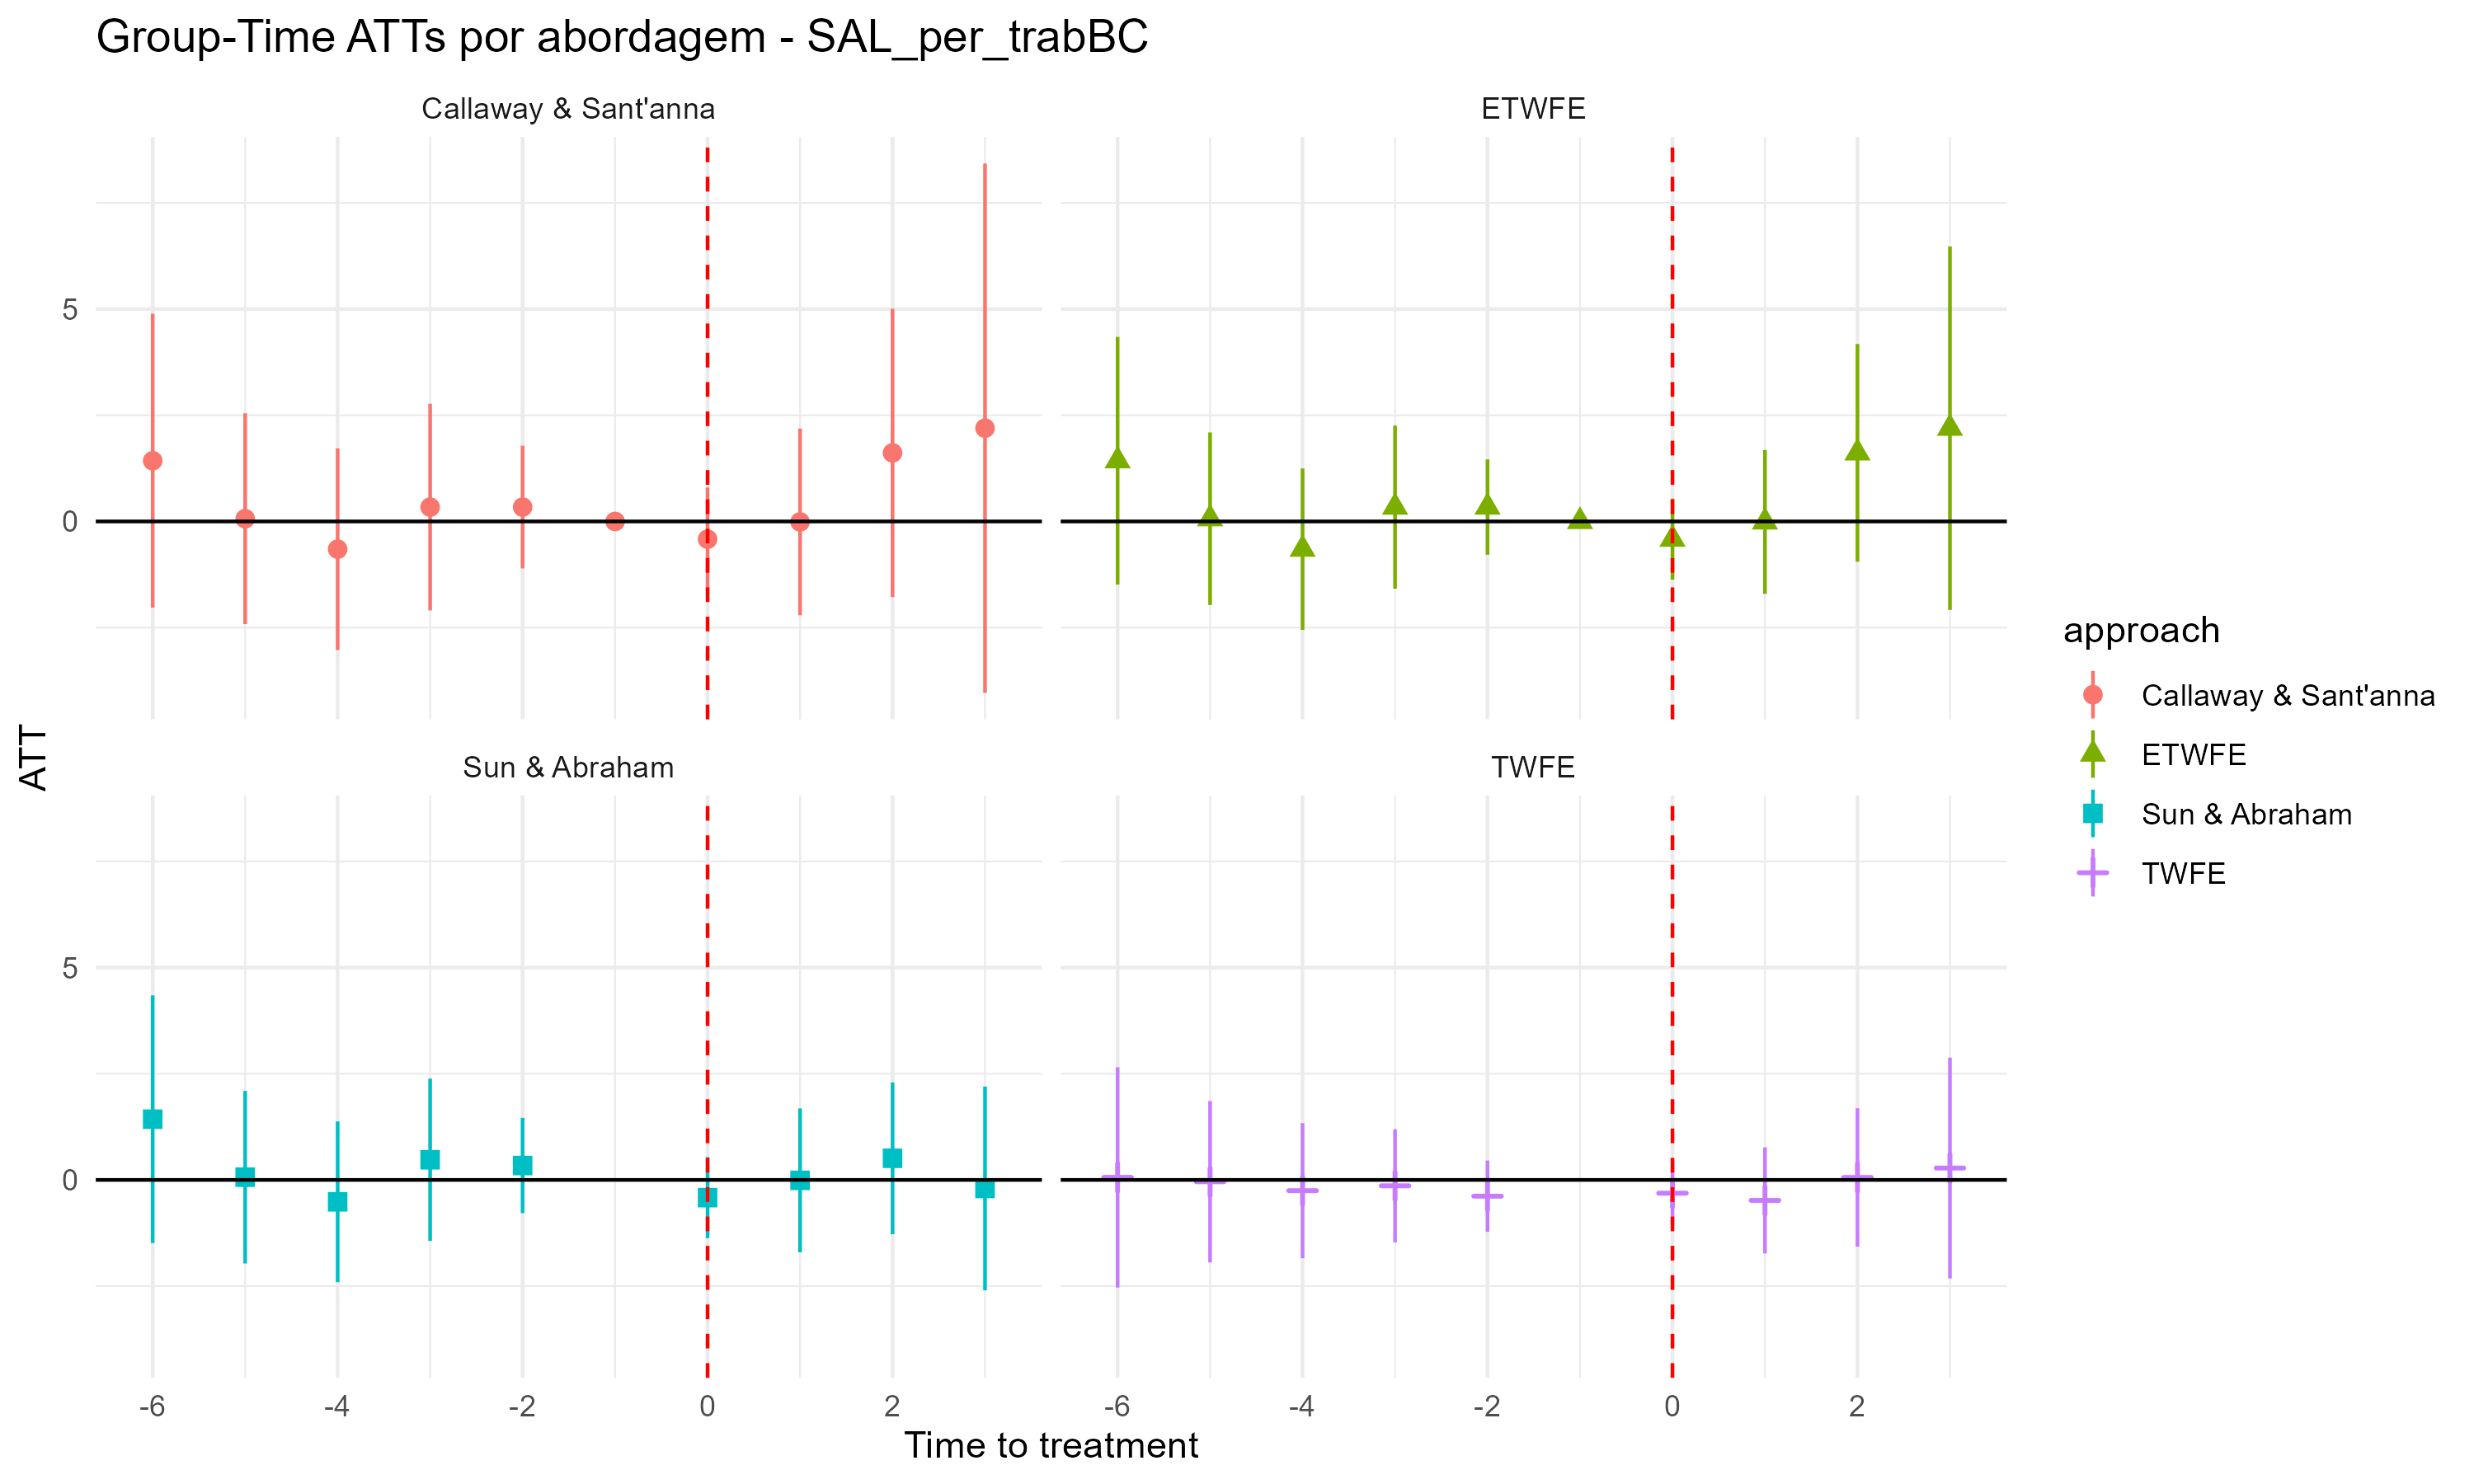 Group-Time ATTs por abordagem - SAL_per_trabBC
Callaway & Sant'anna
ETWFE
5
0
Sun & Abraham
TWFE
5
0
-6
-4
-2
0
2
-6
-4
-2
0
2
Time to treatment
ATT
approach
Callaway & Sant'anna
ETWFE
Sun & Abraham
TWFE